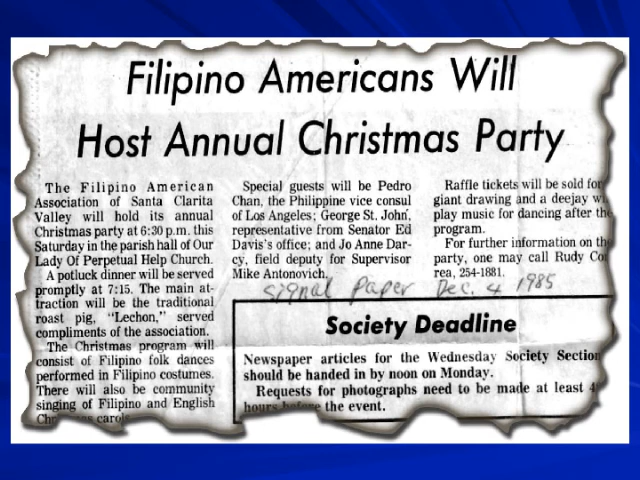 Filipino Americans Will
Host Annual Christmas Party
The Filipino American
Association of Santa Clarita
Valley will hold its annual
Christmas party at 6:30 p.m. this
Saturday in the parish hall of Our
Lady Of Perpetual Help Church.
A potluck dinner will be served
promptly at 7:15. The main at-
traction will be the traditional
roast pig, "Lechon," served
compliments of the association.
The Christmas program will
consist of Filipino folk dances
performed in Filipino costumes.
There will also be community
singing of Filipino and English
carols
Special guests will be Pedro
Chan, the Philippine vice consul
of Los Angeles; George St. John,
representative from Senator Ed
Davis's office; and Jo Anne Dar-
cy, field deputy for Supervisor
Mike Antonovich.
Raffle tickets will be sold for
giant drawing and a deejay
play music for dancing after the
program.
For further information on the
party, one may call Rudy
rea, 254-1881.
Signal Paper Dec. 4 1985
Society Deadline
Newspaper articles for the Wednesday Society Section
should be handed in by noon on Monday.
Requests for photographs need to be made at least
hours before the event.